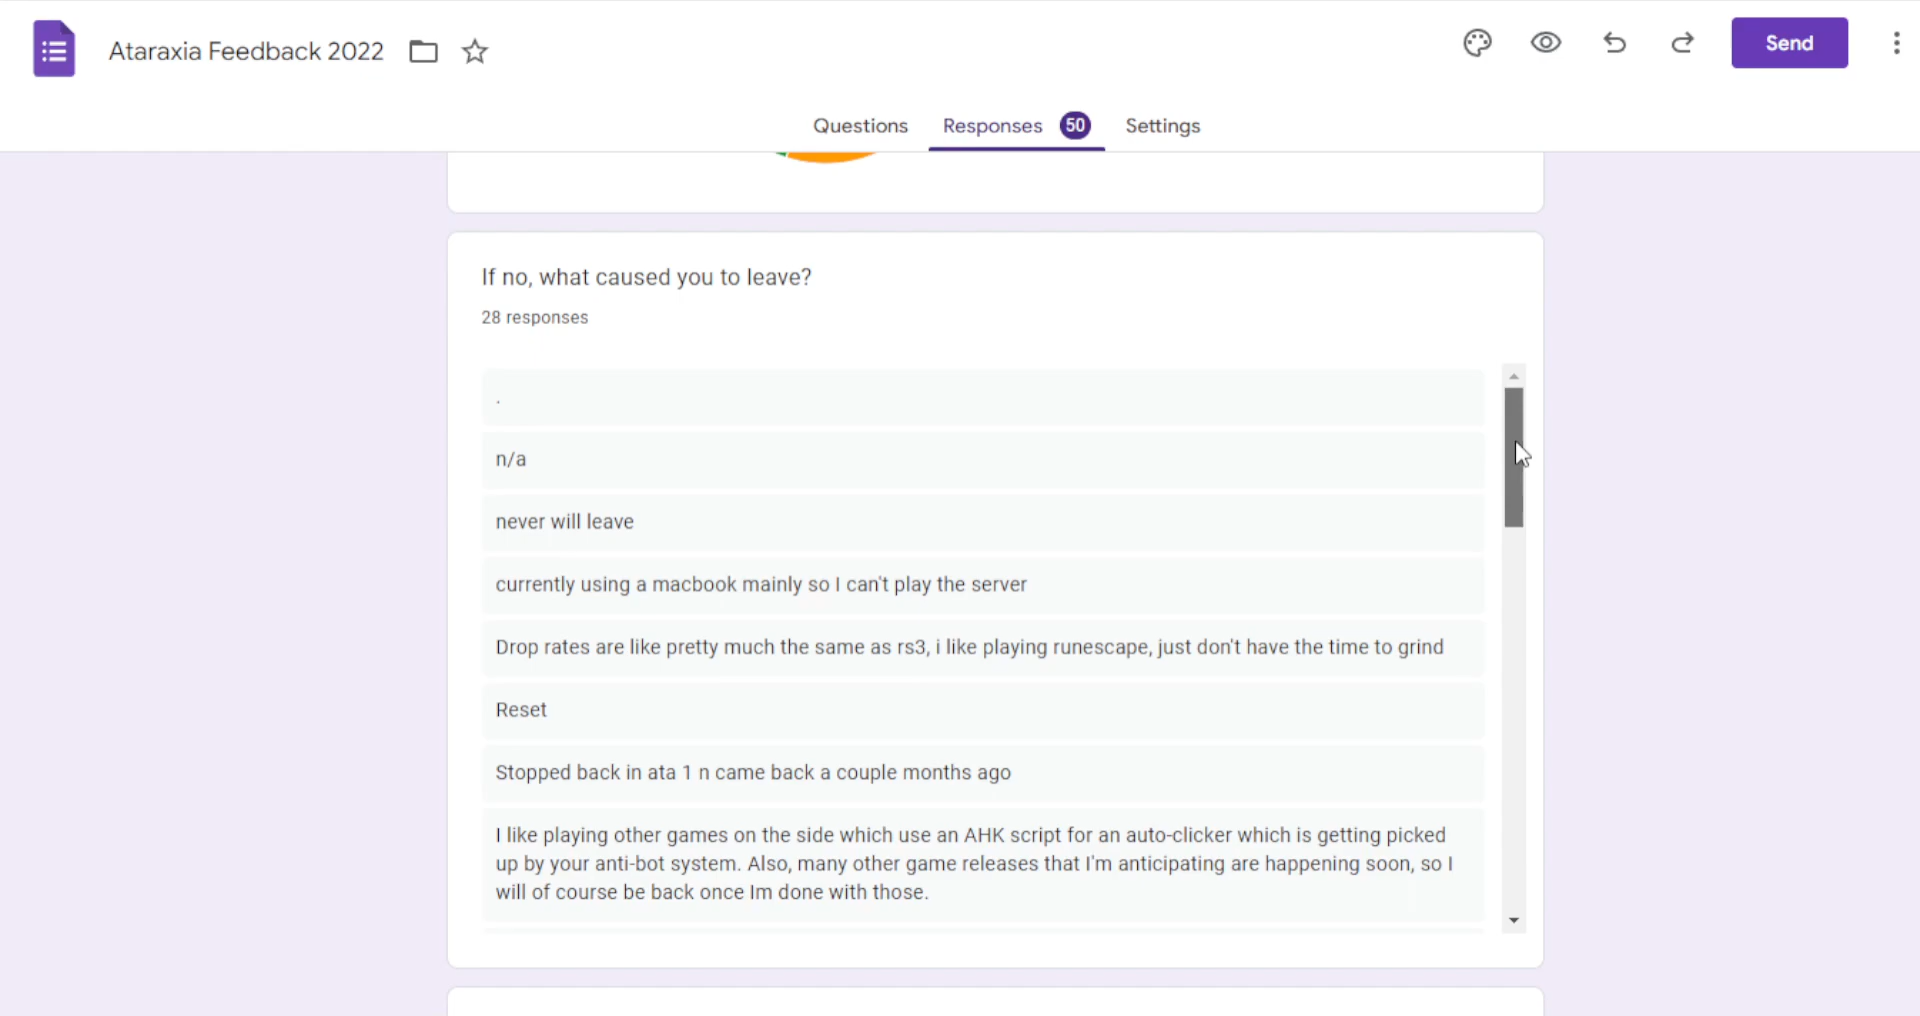 Ataraxia Feedback 2022
Send
Questions
Responses 50
Settings
If no, what caused you to leave?
28 responses
.
n/a
never will leave
currently using a macbook mainly so I can't play the server
Drop rates are like pretty much the same as rs3, i like playing runescape, just don't have the time to grind
Reset
Stopped back in ata 1 n came back a couple months ago
I like playing other games on the side which use an AHK script for an auto-clicker which is getting picked
up by your anti-bot system. Also, many other game releases that I'm anticipating are happening soon, so I
will of course be back once Im done with those.